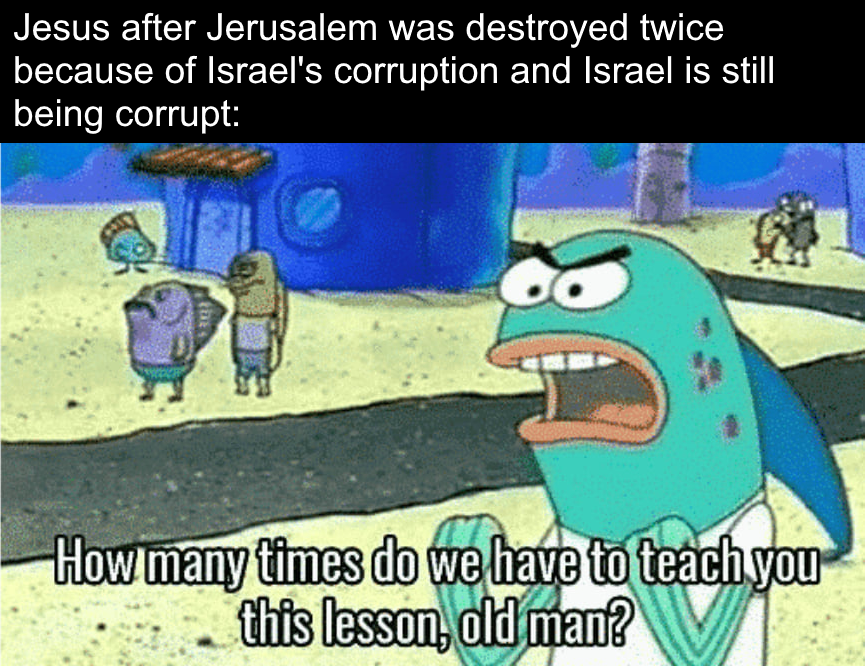 Jesus after Jerusalem was destroyed twice
because of Israel's corruption and Israel is still
being corrupt:
How many times do we have to teach you
this lesson, old man?